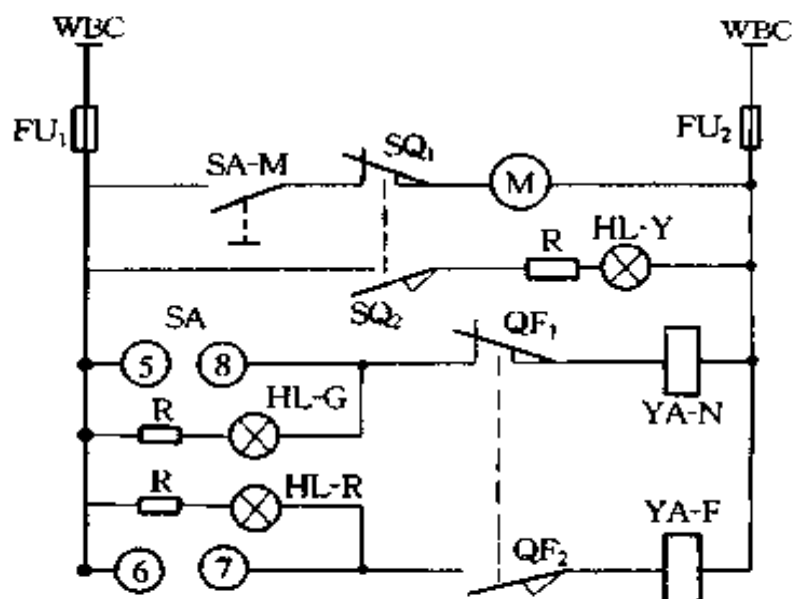 WBC WBC
FU₁ FU₂
SA-M SQ₁ M
R HL-Y
SQ₂
SA QF₁
5 8
R HL-G YA-N
R HL-R YA-F
6 7 QF₂